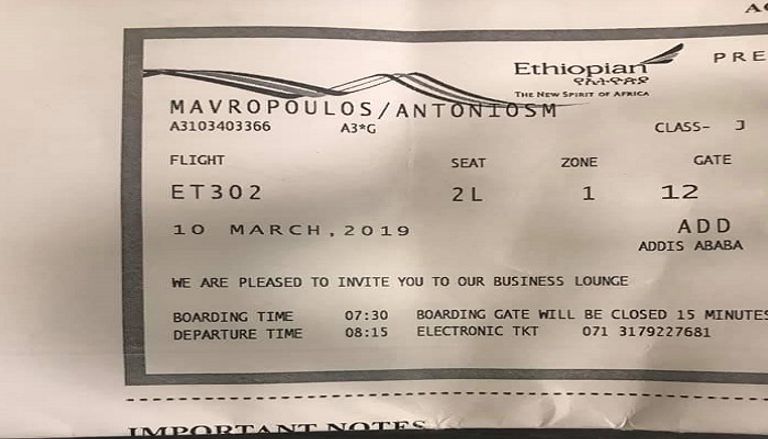 AC
Ethiopian
የኢትዮጵያ
THE NEW SPIRIT OF AFRICA
PRE
MAVROPOULOS/ANTONIOSM
A3103403366 A3*G CLASS- J
FLIGHT SEAT ZONE GATE
ET302 2L 1 12
10 MARCH,2019 ADD
ADDIS ABABA
WE ARE PLEASED TO INVITE YOU TO OUR BUSINESS LOUNGE
BOARDING TIME 07:30 BOARDING GATE WILL BE CLOSED 15 MINUTES
DEPARTURE TIME 08:15 ELECTRONIC TKT 071 3179227681
IMPORTANT NOTES